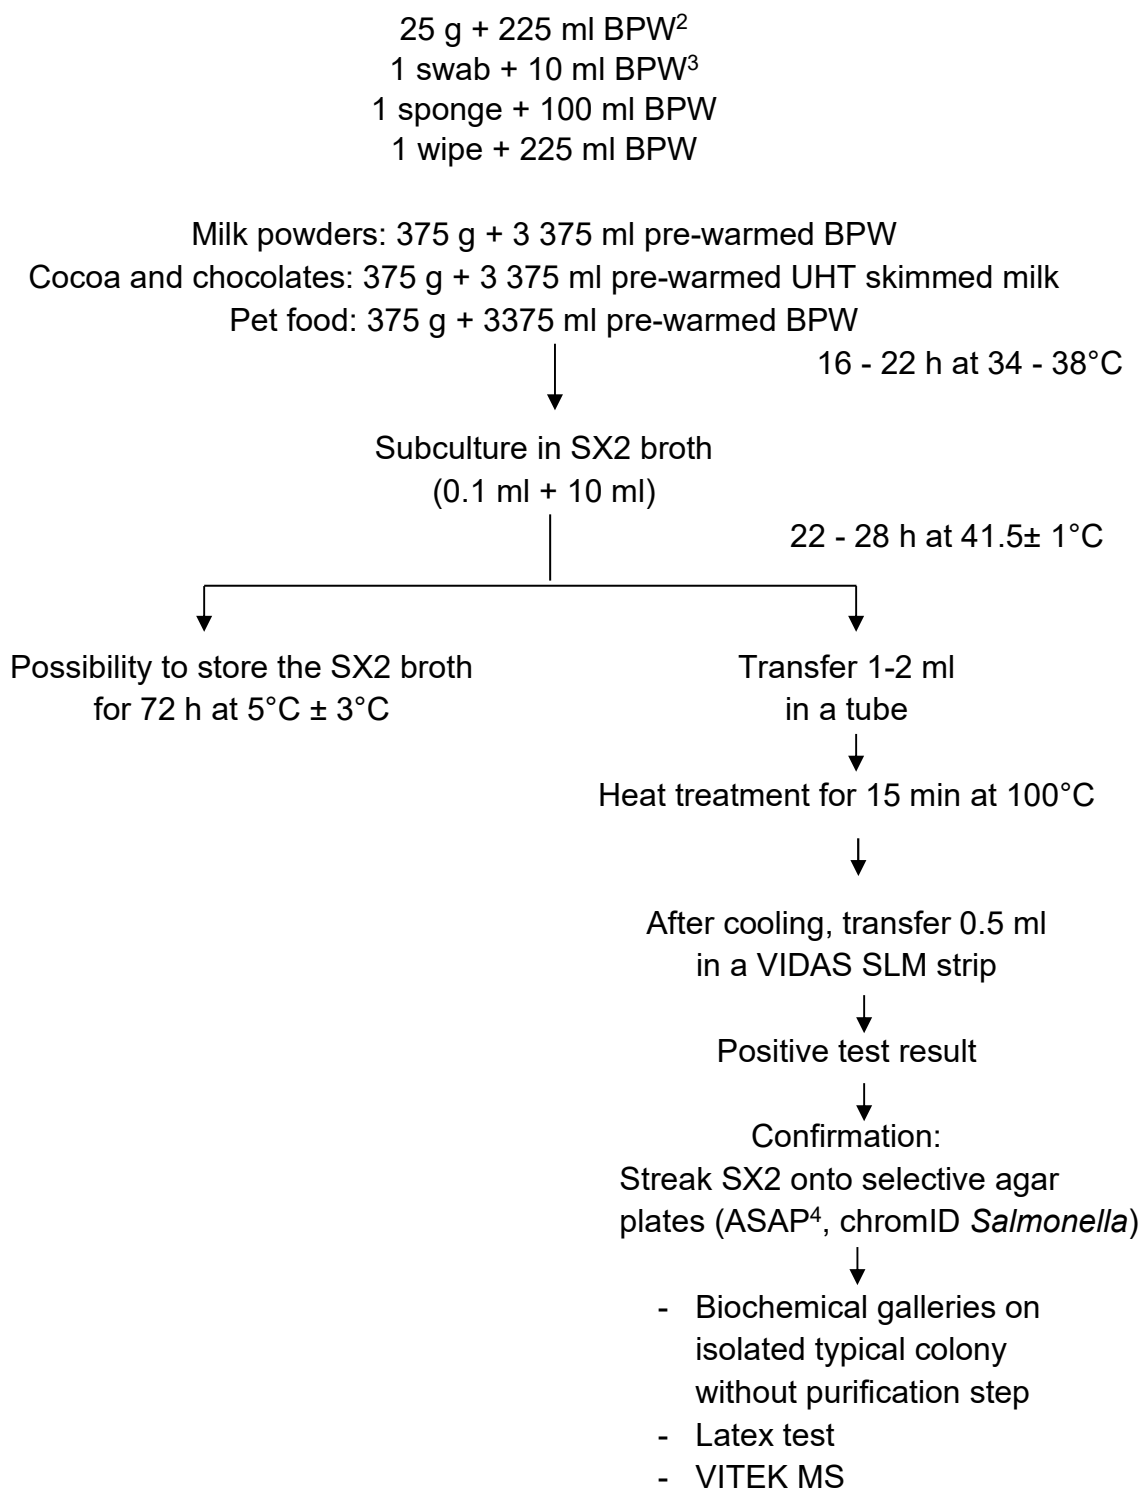 25 g + 225 ml BPW²
1 swab + 10 ml BPW³
1 sponge + 100 ml BPW
1 wipe + 225 ml BPW
Milk powders: 375 g + 3 375 ml pre-warmed BPW
Cocoa and chocolates: 375 g + 3 375 ml pre-warmed UHT skimmed milk
Pet food: 375 g + 3375 ml pre-warmed BPW
16 - 22 h at 34 - 38°C
Subculture in SX2 broth
(0.1 ml + 10 ml)
22 - 28 h at 41.5± 1°C
Possibility to store the SX2 broth
for 72 h at 5°C ± 3°C
Transfer 1-2 ml
in a tube
Heat treatment for 15 min at 100°C
After cooling, transfer 0.5 ml
in a VIDAS SLM strip
Positive test result
Confirmation:
Streak SX2 onto selective agar
plates (ASAP⁴, chromID Salmonella)
- Biochemical galleries on
isolated typical colony
without purification step
- Latex test
- VITEK MS